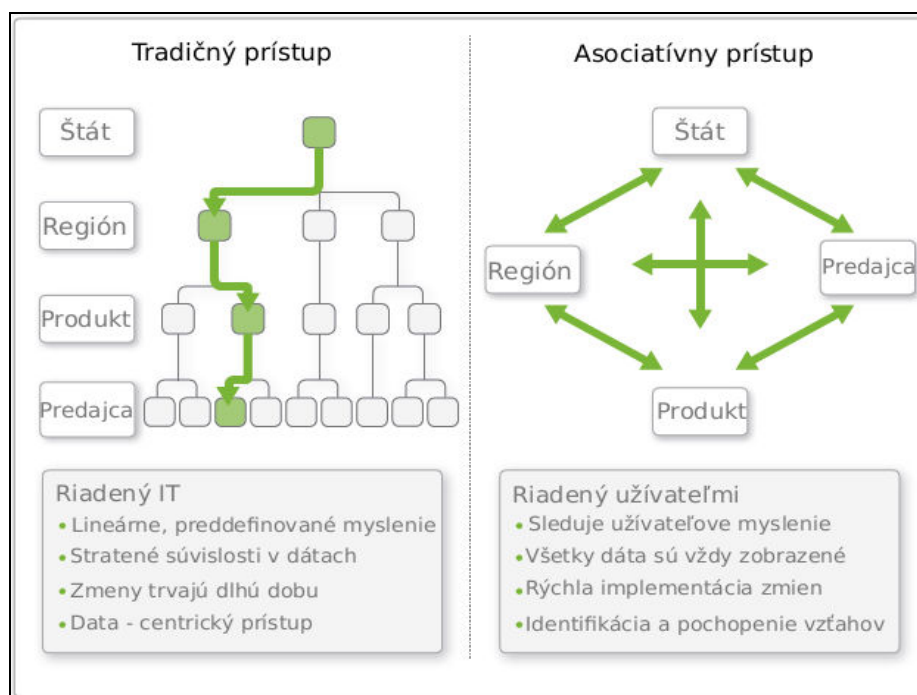 Tradičný prístup
Štát
Región
Produkt
Predajca
Riadený IT
• Lineárne, preddefinované myslenie
• Stratené súvislosti v dátach
• Zmeny trvajú dlhú dobu
• Data - centrický prístup
Asociatívny prístup
Štát
Región
Predajca
Produkt
Riadený užívateľmi
• Sleduje užívateľove myslenie
• Všetky dáta sú vždy zobrazené
• Rýchla implementácia zmien
• Identifikácia a pochopenie vzťahov